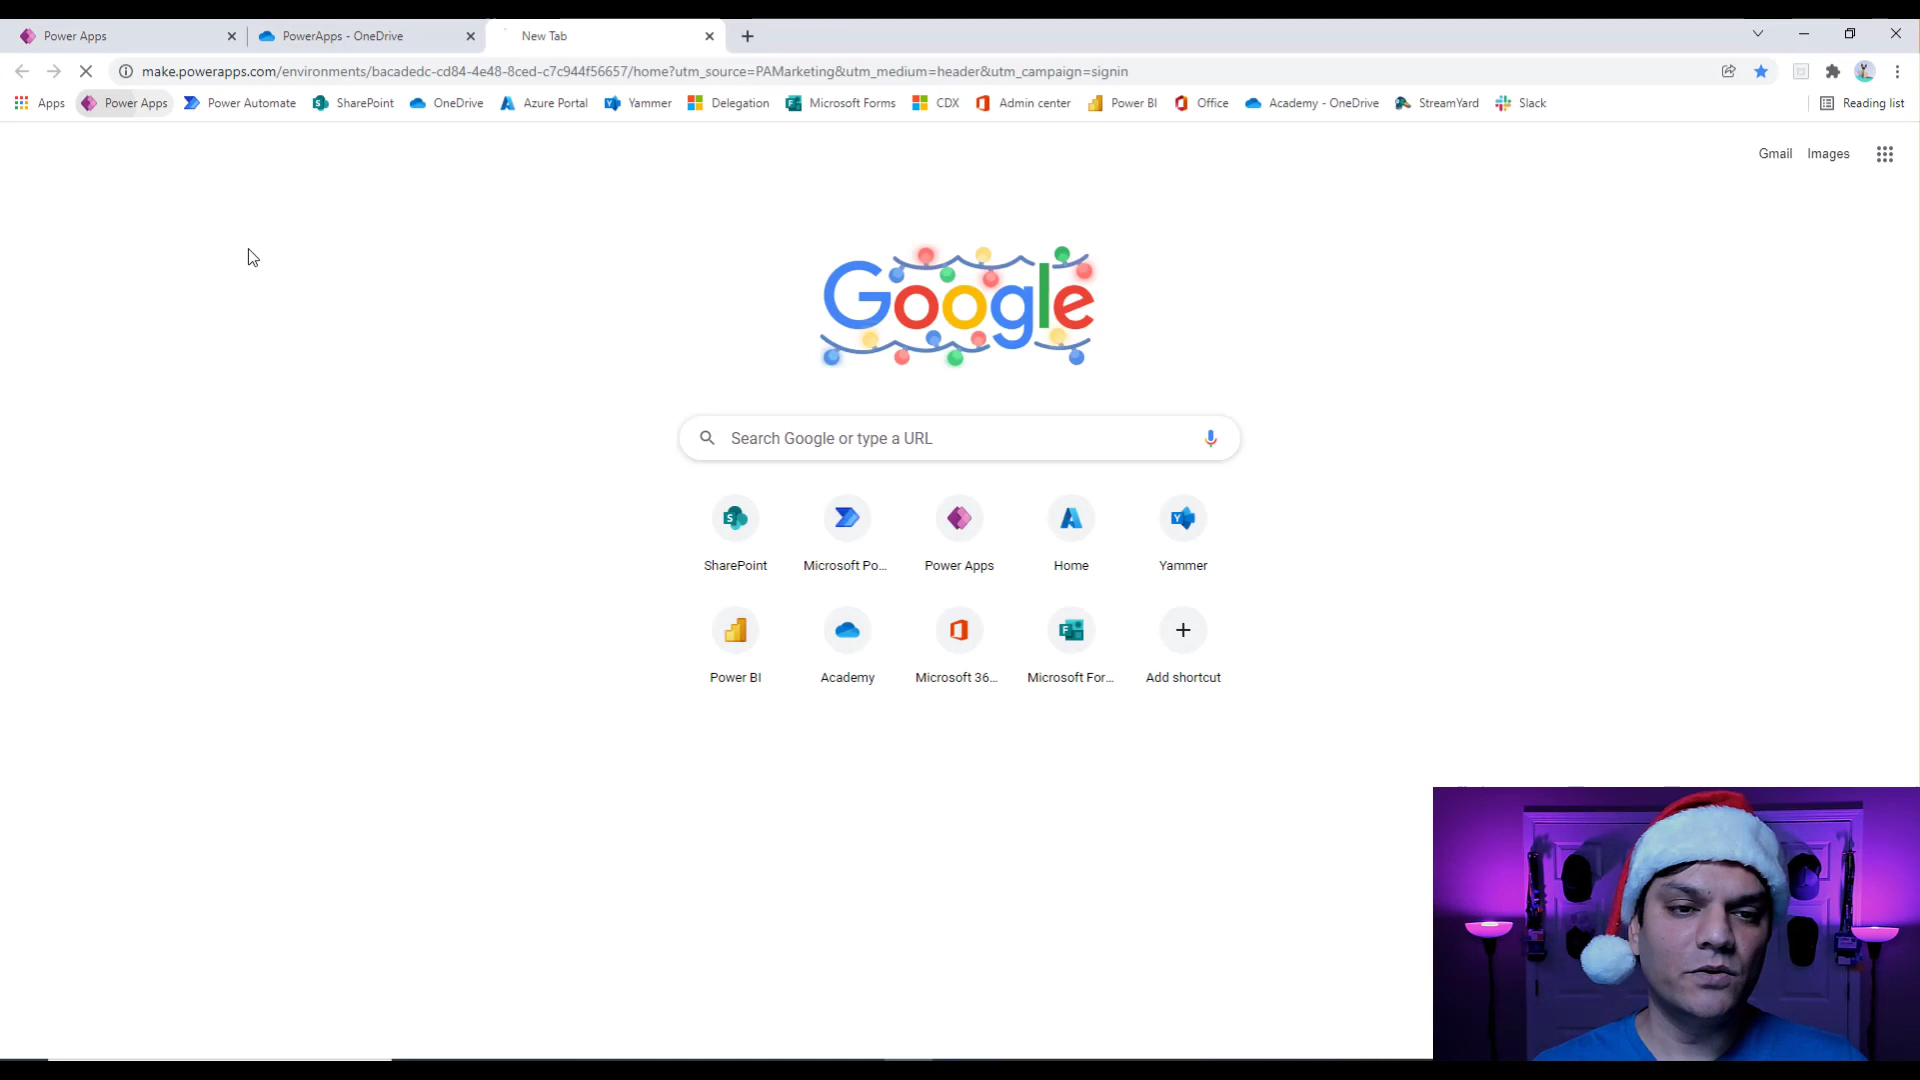 Power Apps
PowerApps - OneDrive
New Tab
make.powerapps.com/environments/bacadedc-cd84-4e48-8ced-c7c944f56657/home?utm_source=PAMarketing&utm_medium=header&utm_campaign=signin
Apps Power Apps Power Automate SharePoint OneDrive Azure Portal Yammer Delegation Microsoft Forms CDX Admin center Power BI Office Academy - OneDrive StreamYard Slack Reading list
Gmail Images
Google
Search Google or type a URL
SharePoint Microsoft Po... Power Apps Home Yammer
Power BI Academy Microsoft 36... Microsoft For... Add shortcut